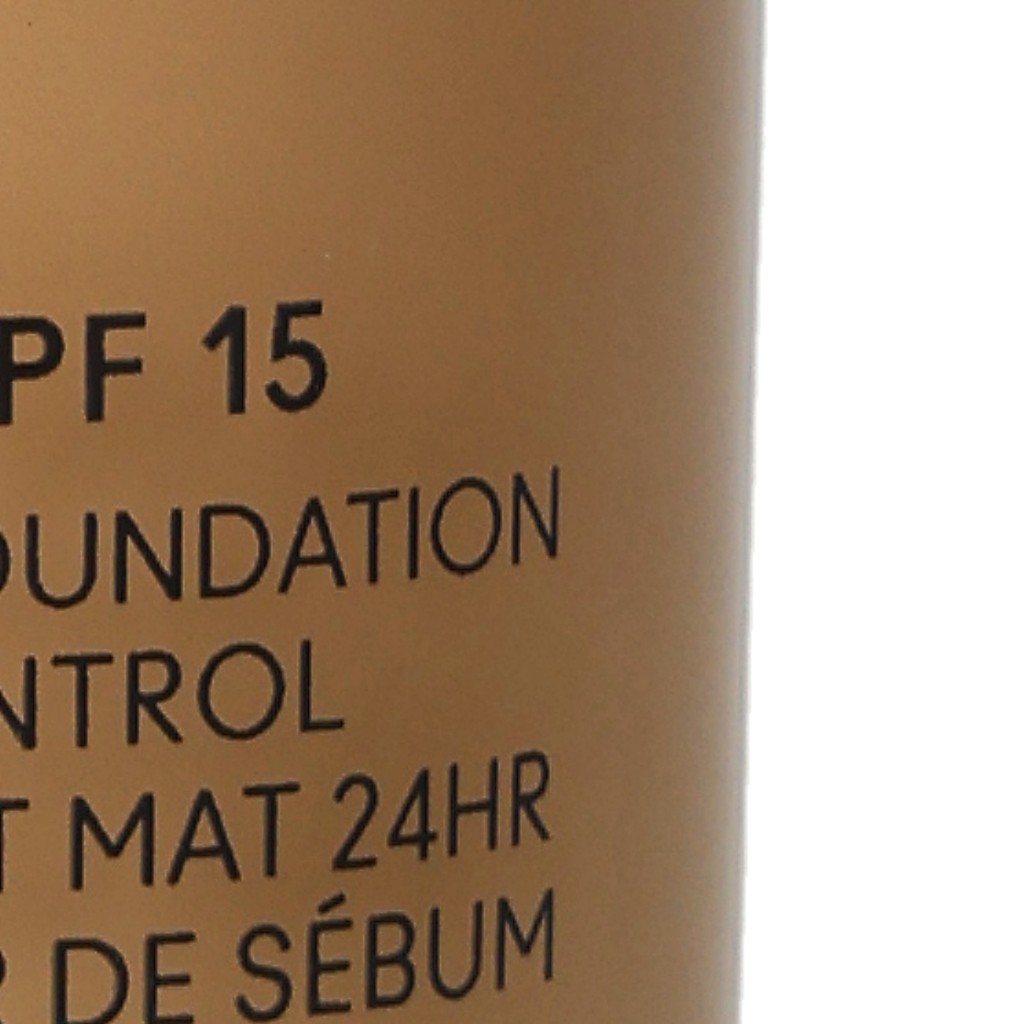 PF 15
OUNDATION
NTROL
T MAT 24HR
R DE SÉBUM